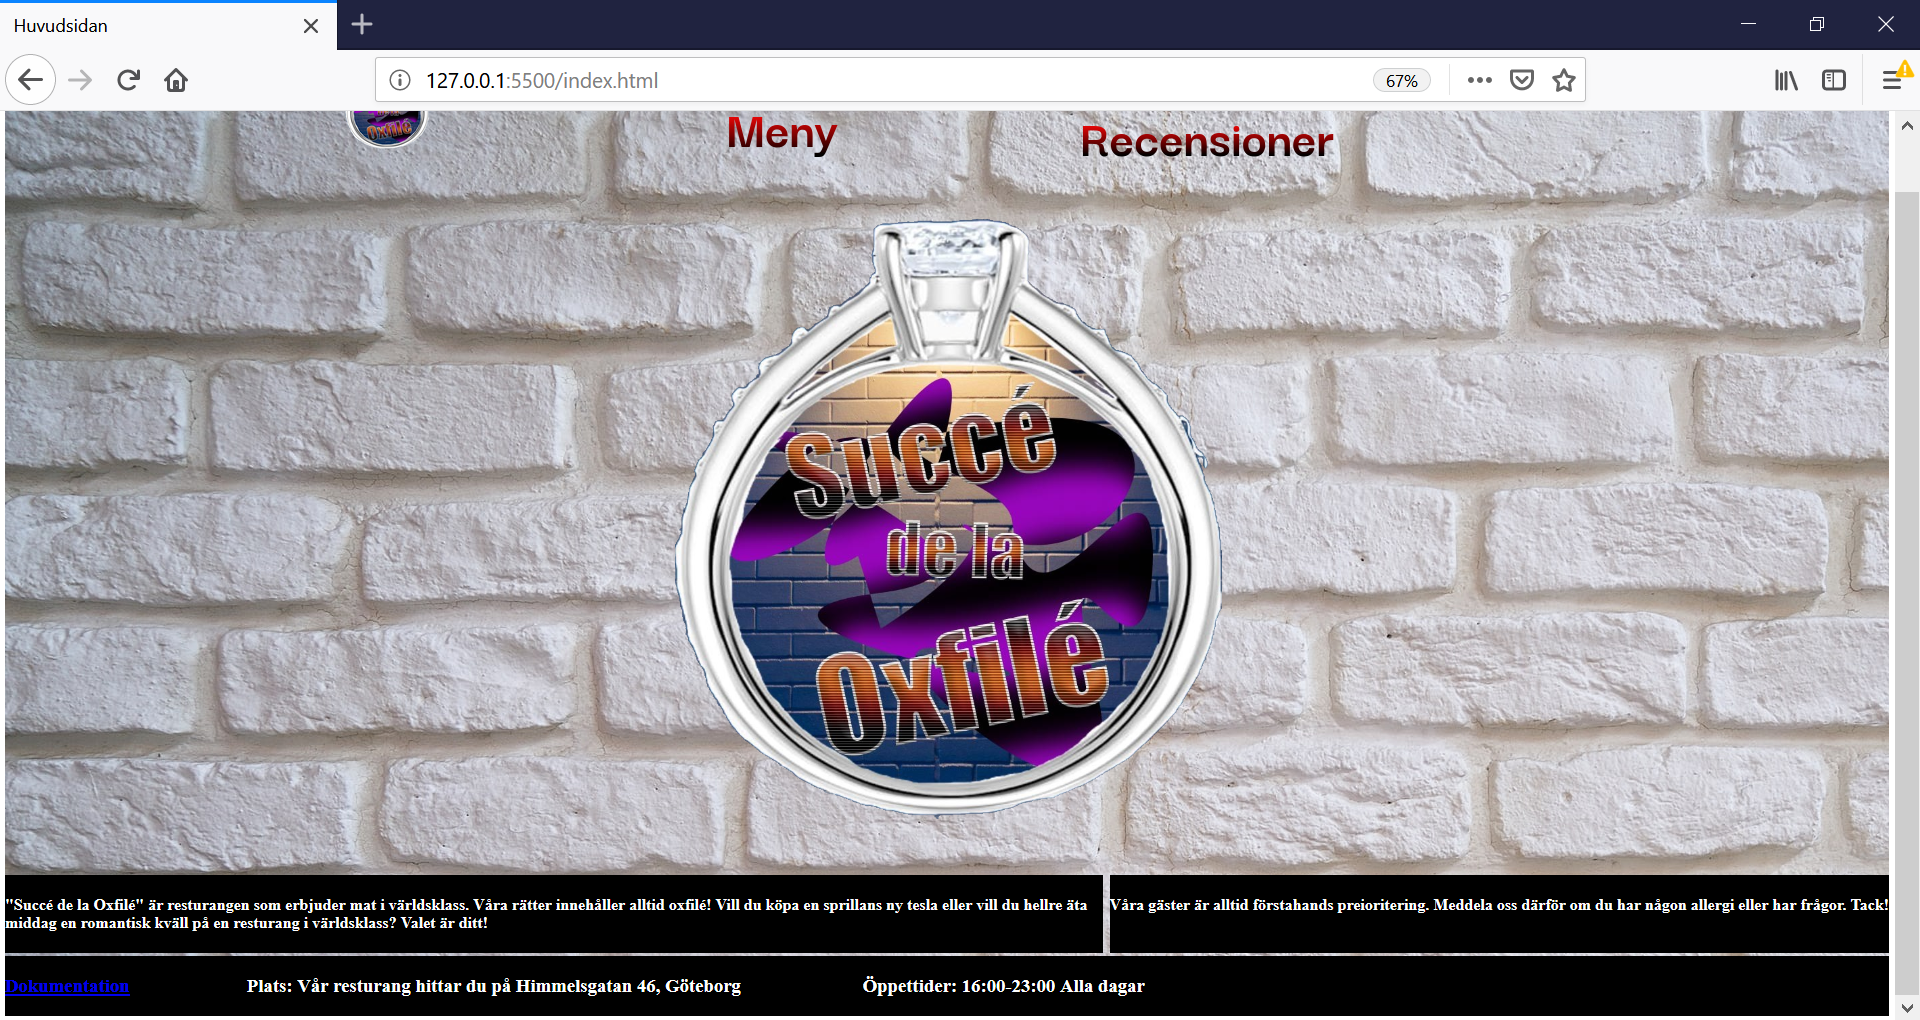 Huvudsidan
127.0.0.1:5500/index.html
67%
Oxfilé
Meny
Recensioner
Succé
de la
Oxfilé
"Succé de la Oxfilé" är resturangen som erbjuder mat i världsklass. Våra rätter innehåller alltid oxfilé! Vill du köpa en sprillans ny tesla eller vill du hellre äta
middag en romantisk kväll på en resturang i världsklass? Valet är ditt!
Våra gäster är alltid förstahands preioritering. Meddela oss därför om du har någon allergi eller har frågor. Tack!
Dokumentation
Plats: Vår resturang hittar du på Himmelsgatan 46, Göteborg
Öppettider: 16:00-23:00 Alla dagar